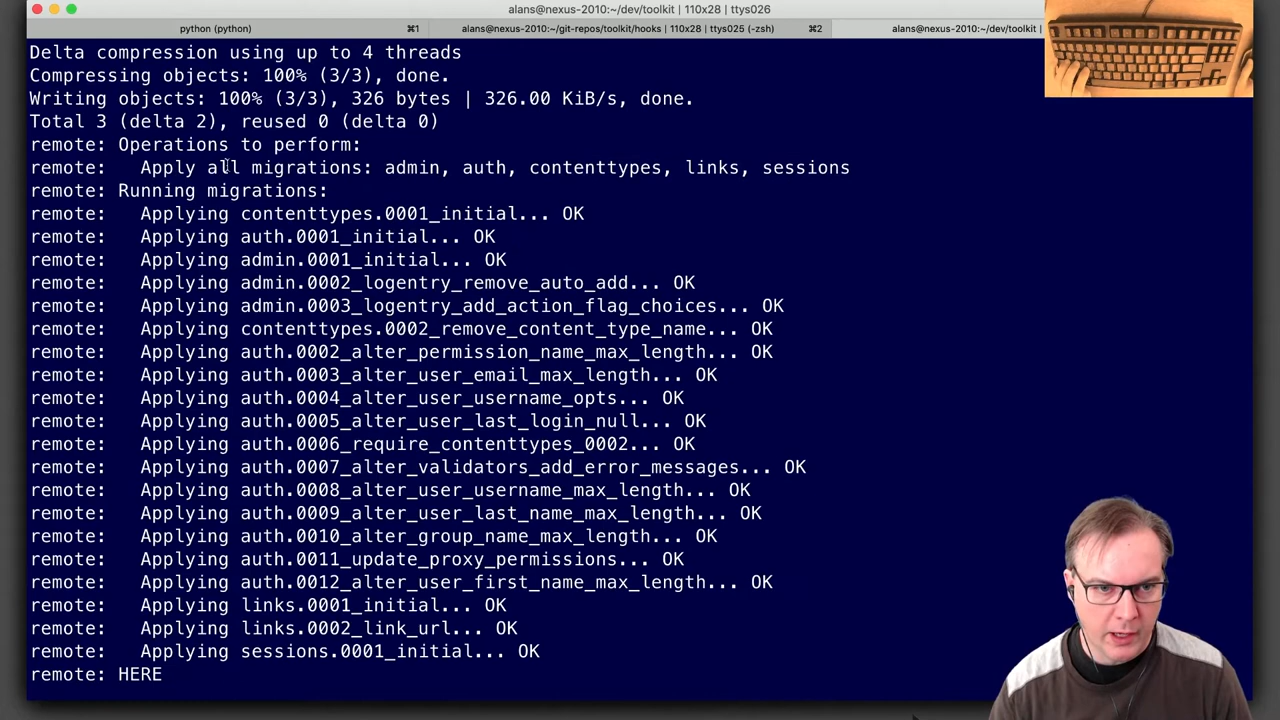 alans@nexus-2010:~/dev/toolkit | 110x28 | ttys026
python (python) ⌘1 alans@nexus-2010:~/git-repos/toolkit/hooks | 110x28 | ttys025 (-zsh) ⌘2 alans@nexus-2010:~/dev/toolkit | 110x28
Delta compression using up to 4 threads
Compressing objects: 100% (3/3), done.
Writing objects: 100% (3/3), 326 bytes | 326.00 KiB/s, done.
Total 3 (delta 2), reused 0 (delta 0)
remote: Operations to perform:
remote:   Apply all migrations: admin, auth, contenttypes, links, sessions
remote: Running migrations:
remote:   Applying contenttypes.0001_initial... OK
remote:   Applying auth.0001_initial... OK
remote:   Applying admin.0001_initial... OK
remote:   Applying admin.0002_logentry_remove_auto_add... OK
remote:   Applying admin.0003_logentry_add_action_flag_choices... OK
remote:   Applying contenttypes.0002_remove_content_type_name... OK
remote:   Applying auth.0002_alter_permission_name_max_length... OK
remote:   Applying auth.0003_alter_user_email_max_length... OK
remote:   Applying auth.0004_alter_user_username_opts... OK
remote:   Applying auth.0005_alter_user_last_login_null... OK
remote:   Applying auth.0006_require_contenttypes_0002... OK
remote:   Applying auth.0007_alter_validators_add_error_messages... OK
remote:   Applying auth.0008_alter_user_username_max_length... OK
remote:   Applying auth.0009_alter_user_last_name_max_length... OK
remote:   Applying auth.0010_alter_group_name_max_length... OK
remote:   Applying auth.0011_update_proxy_permissions... OK
remote:   Applying auth.0012_alter_user_first_name_max_length... OK
remote:   Applying links.0001_initial... OK
remote:   Applying links.0002_link_url... OK
remote:   Applying sessions.0001_initial... OK
remote: HERE